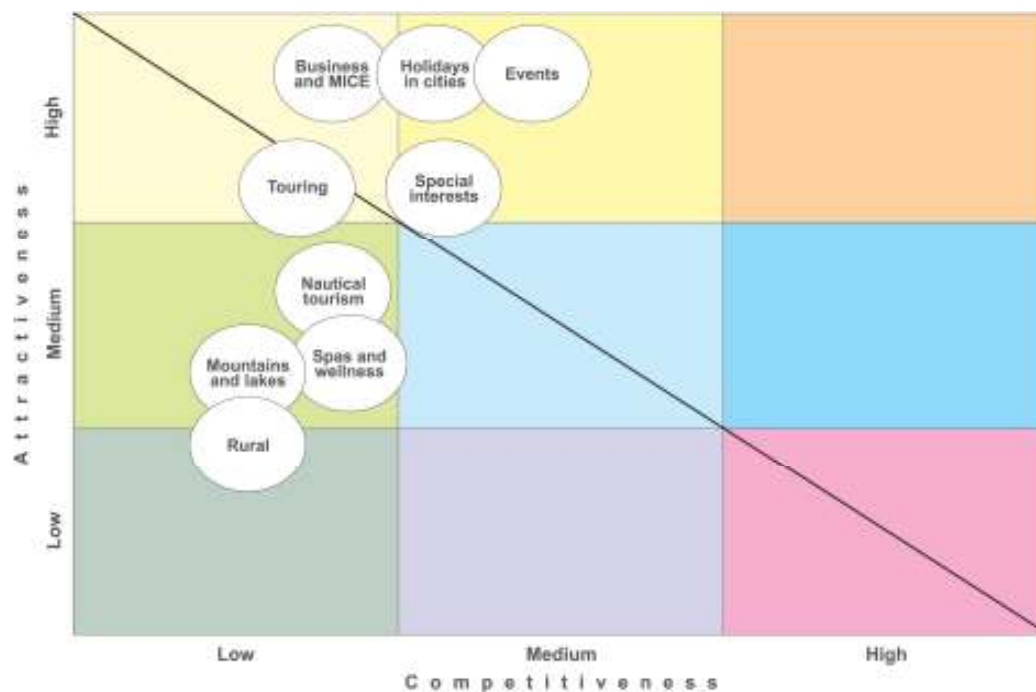 Business
and MICE
Holidays
in cities
Events
Touring
Special
interests
Nautical
tourism
Spas and
wellness
Mountains
and lakes
Rural
High
Medium
Low
Attractiveness
Low
Medium
High
Competitiveness